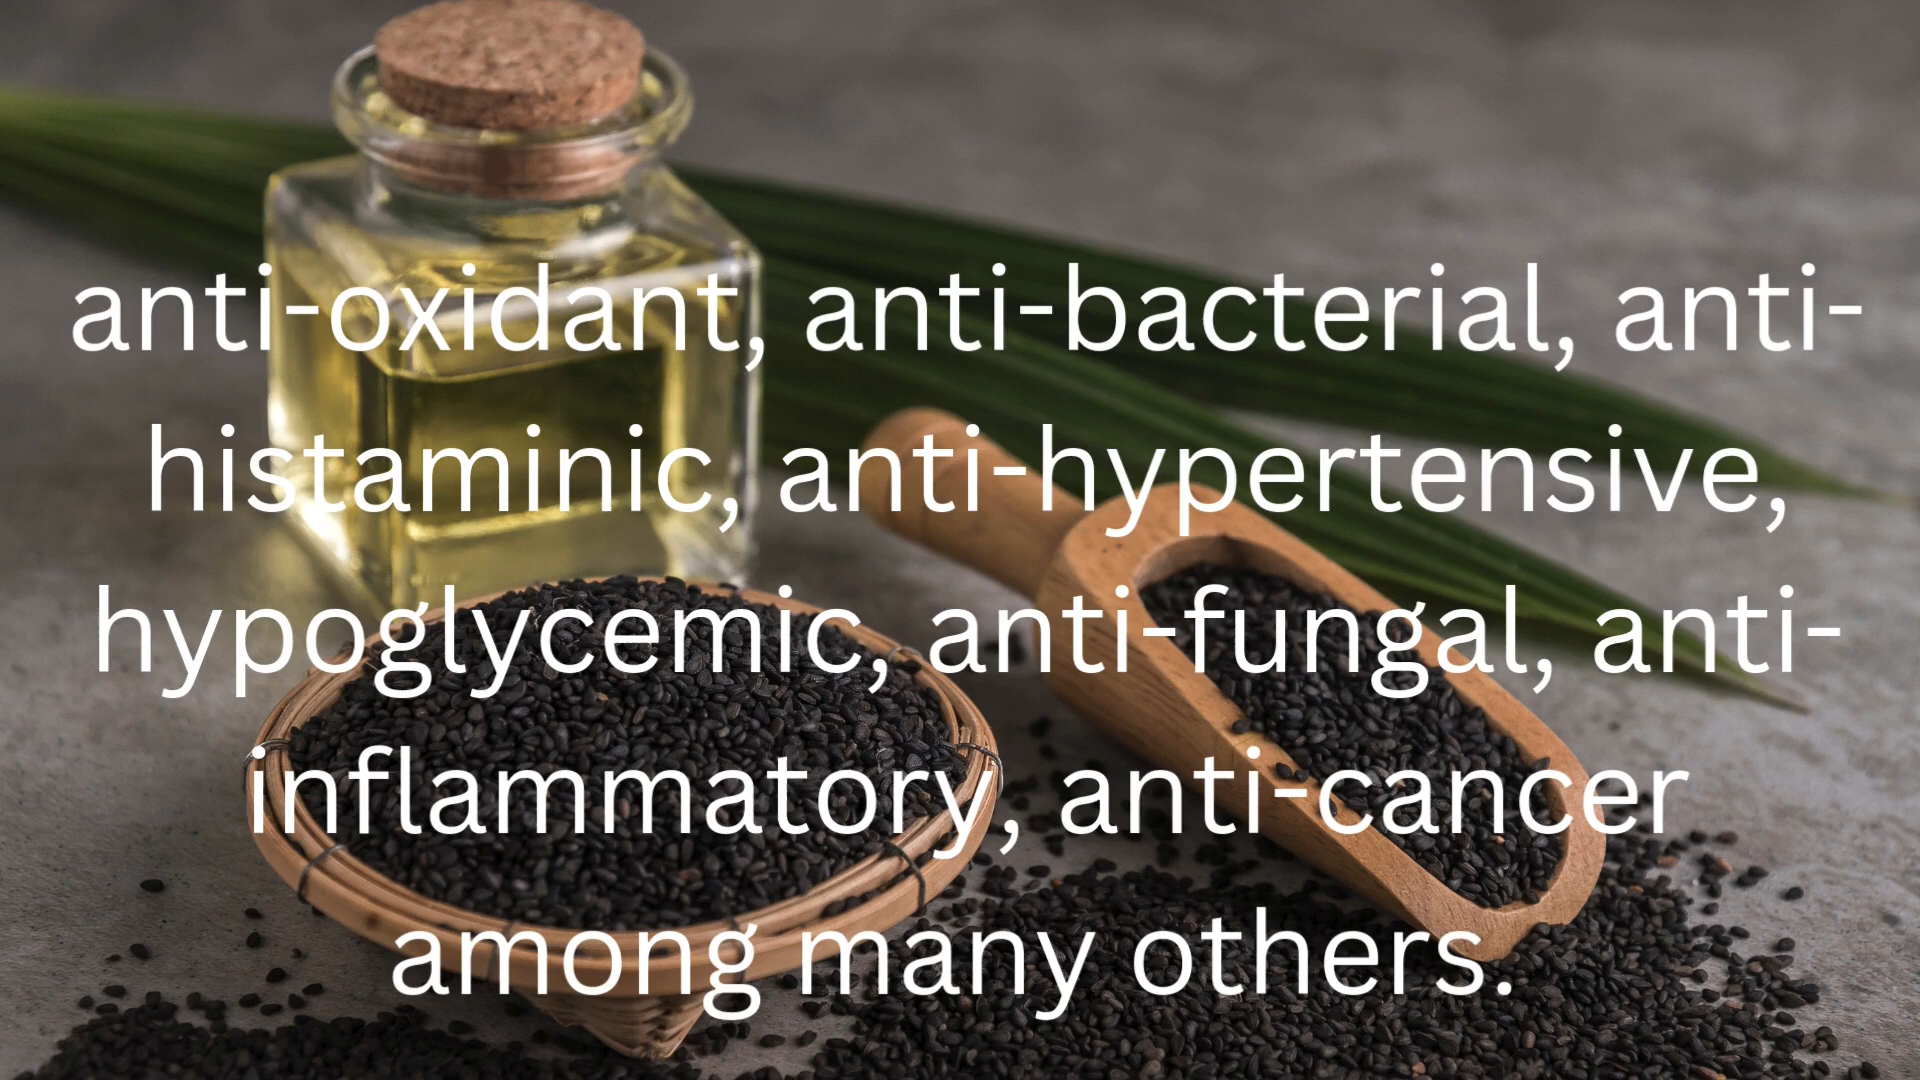 anti-oxidant, anti-bacterial, anti-
histaminic, anti-hypertensive,
hypoglycemic, anti-fungal, anti-
inflammatory, anti-cancer
among many others.